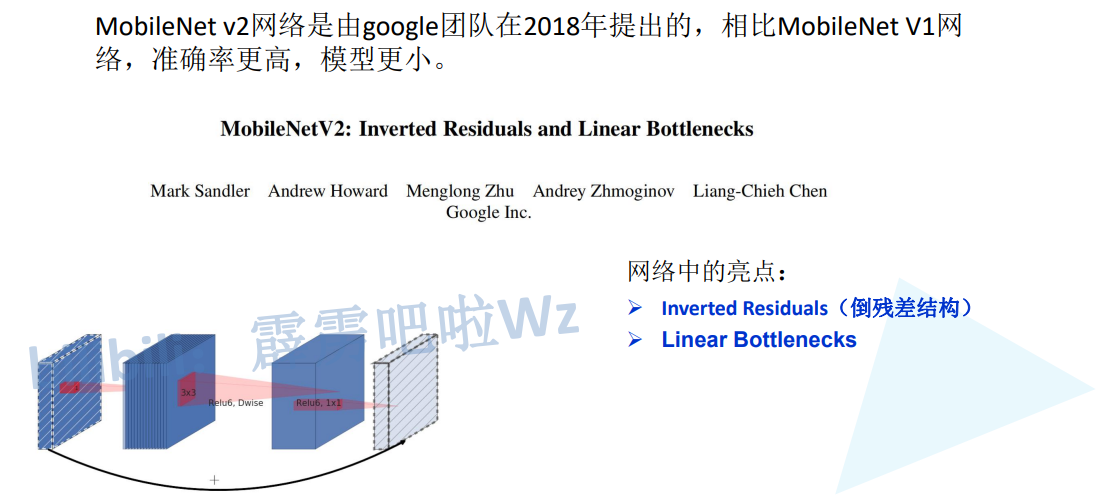 MobileNet v2网络是由google团队在2018年提出的，相比MobileNet V1网
络，准确率更高，模型更小。
MobileNetV2: Inverted Residuals and Linear Bottlenecks
Mark Sandler Andrew Howard Menglong Zhu Andrey Zhmoginov Liang-Chieh Chen
Google Inc.
网络中的亮点：
➢ Inverted Residuals（倒残差结构）
➢ Linear Bottlenecks
霹雳吧啦Wz
3x3
Relu6, Dwise
Relu6, 1x1
+